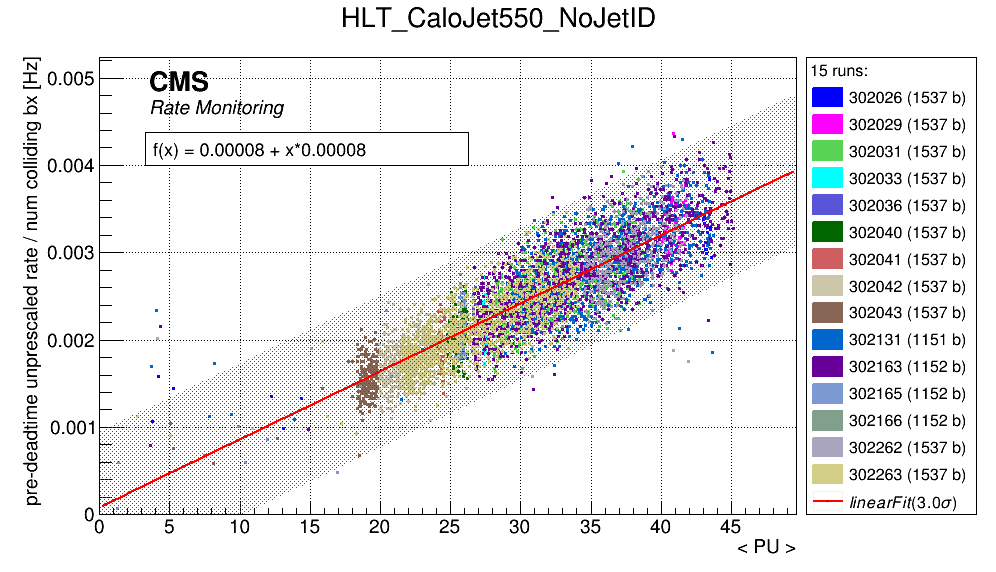 HLT_CaloJet550_NoJetID
pre-deadtime unprescaled rate / num colliding bx [Hz]
CMS
Rate Monitoring
f(x) = 0.00008 + x*0.00008
0.005
0.004
0.003
0.002
0.001
0
0 5 10 15 20 25 30 35 40 45
< PU >
15 runs:
302026 (1537 b)
302029 (1537 b)
302031 (1537 b)
302033 (1537 b)
302036 (1537 b)
302040 (1537 b)
302041 (1537 b)
302042 (1537 b)
302043 (1537 b)
302131 (1151 b)
302163 (1152 b)
302165 (1152 b)
302166 (1152 b)
302262 (1537 b)
302263 (1537 b)
linearFit(3.0σ)